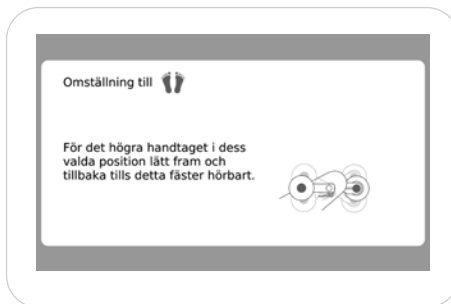 Omställning till
För det högra handtaget i dess
valda position lätt fram och
tillbaka tills detta fäster hörbart.